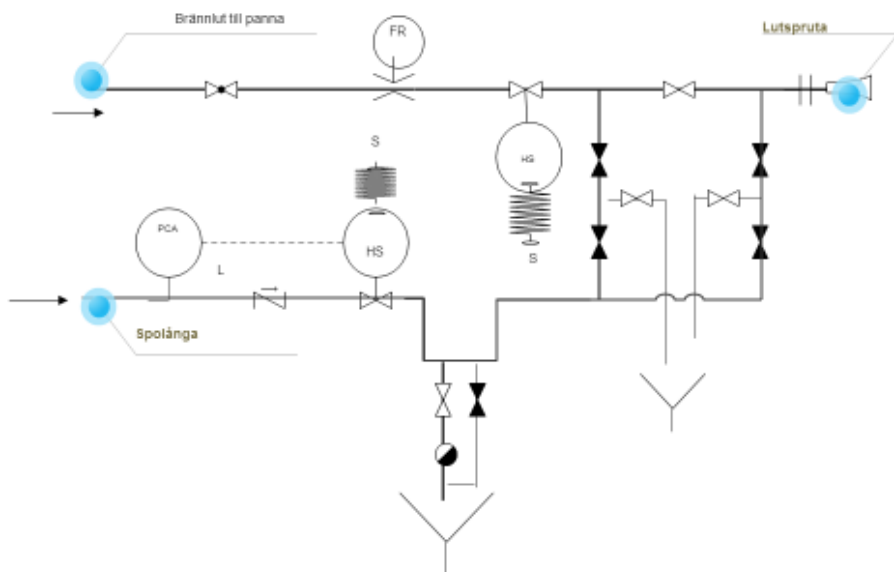 Brännlut till panna
FR
Lutspruta
S
HS
PCA
HS
L
S
Spolånga